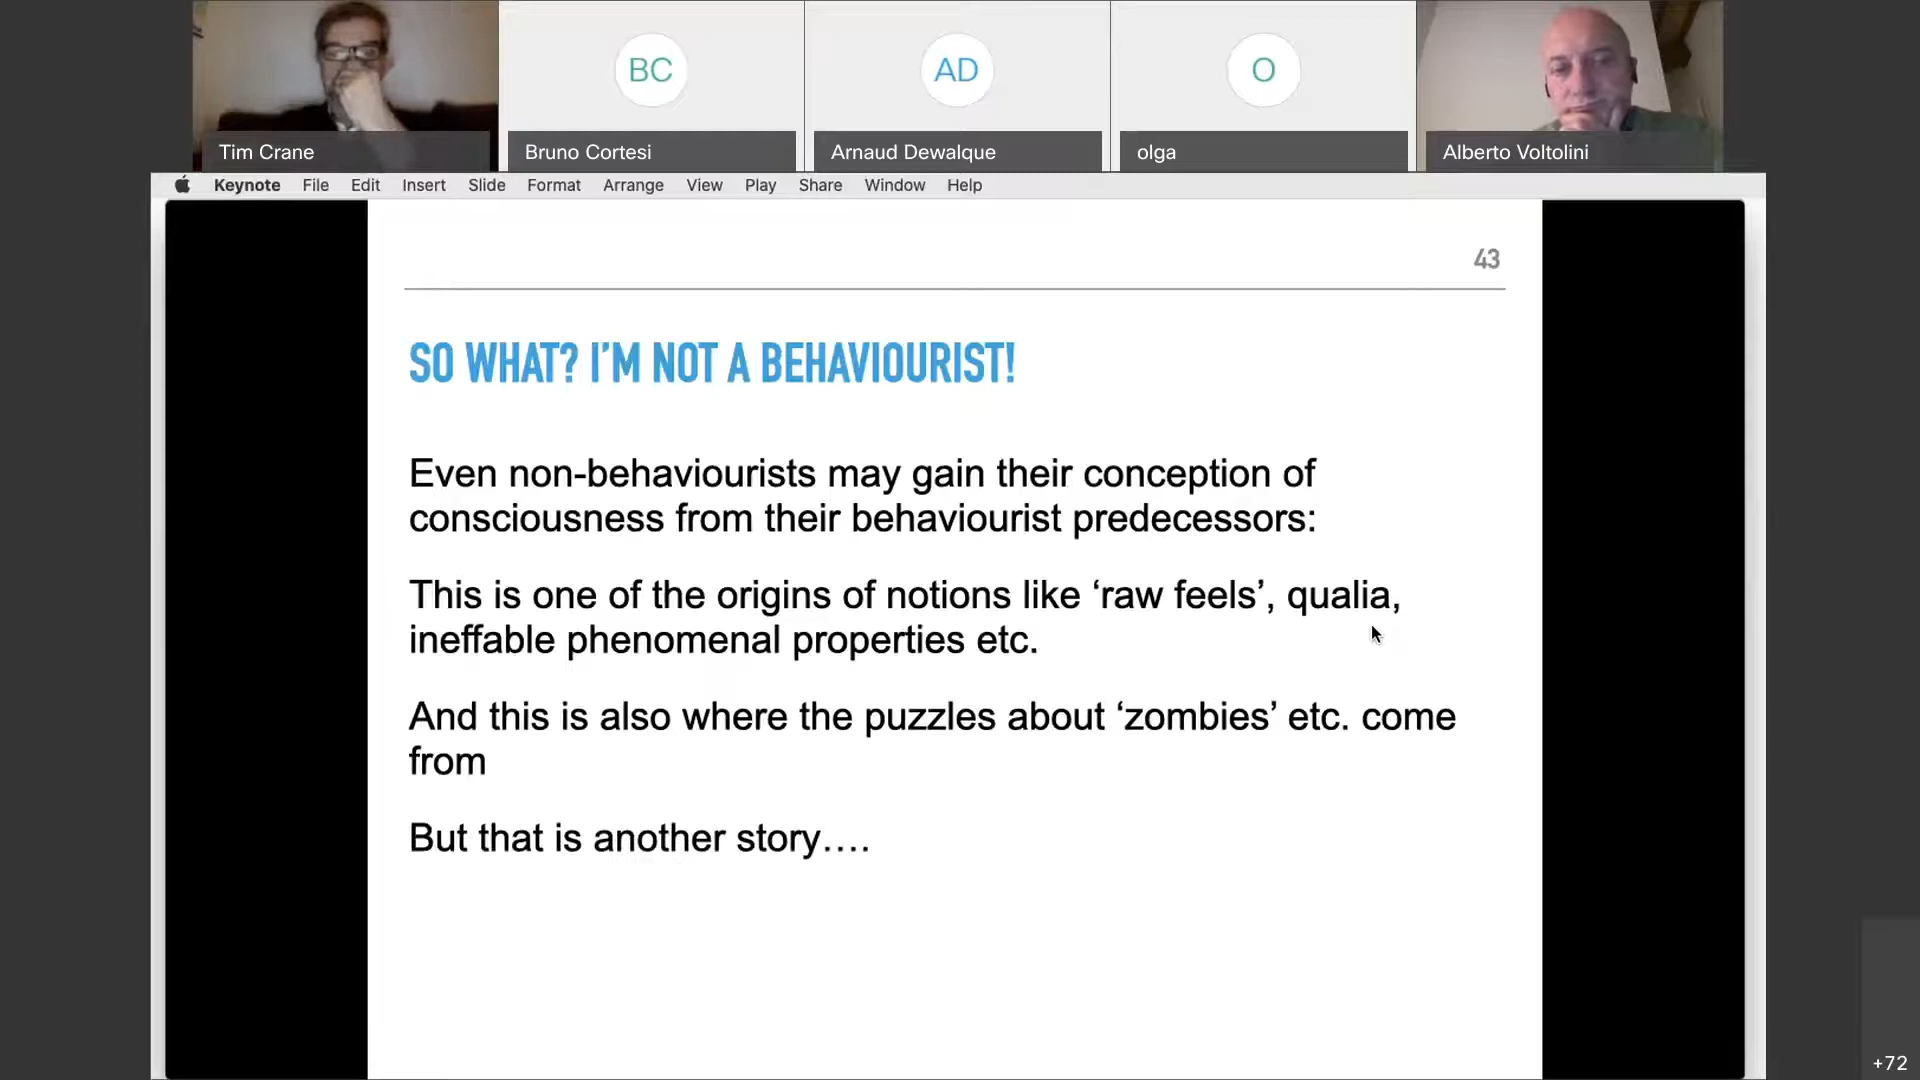 BC
AD
O
Tim Crane
Bruno Cortesi
Arnaud Dewalque
olga
Alberto Voltolini
Keynote File Edit Insert Slide Format Arrange View Play Share Window Help
43
SO WHAT? I’M NOT A BEHAVIOURIST!
Even non-behaviourists may gain their conception of
consciousness from their behaviourist predecessors:
This is one of the origins of notions like ‘raw feels’, qualia,
ineffable phenomenal properties etc.
And this is also where the puzzles about ‘zombies’ etc. come
from
But that is another story….
+72